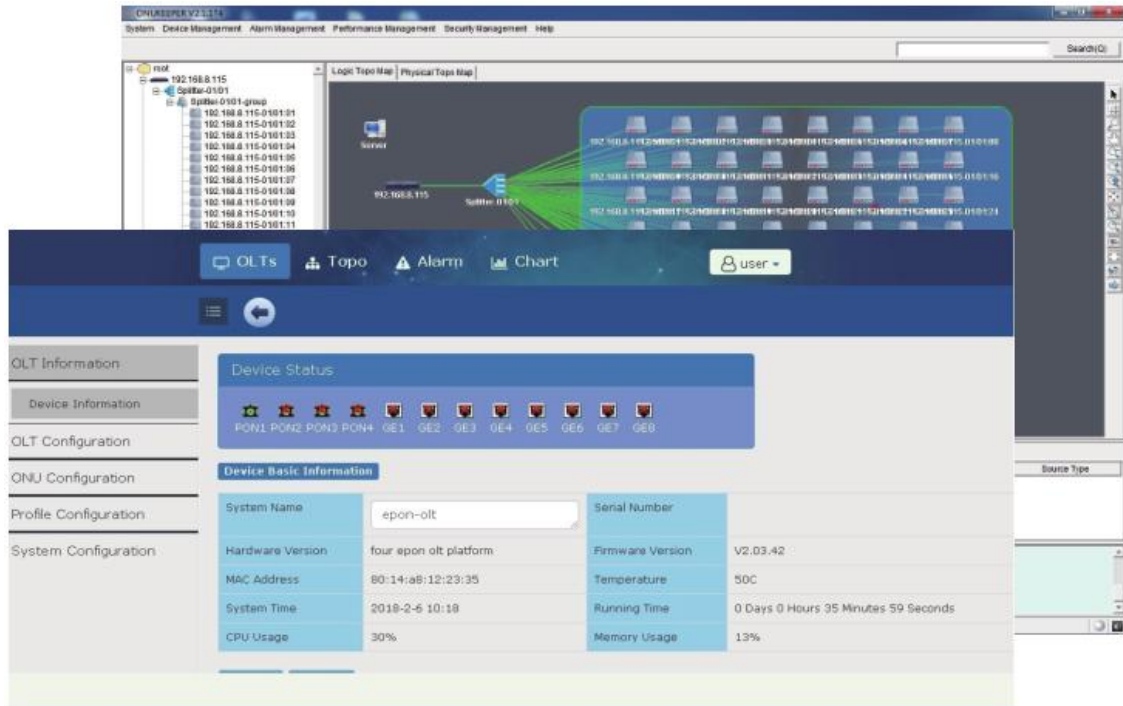 ONUKEEPER V2.1.174
System Device Management Alarm Management Performance Management Security Management Help
Search(Q)
root
192.168.8.115
Splitter-0101
Splitter-0101-group
192.168.8.115-0101:01
192.168.8.115-0101:02
192.168.8.115-0101:03
192.168.8.115-0101:04
192.168.8.115-0101:05
192.168.8.115-0101:06
192.168.8.115-0101:07
192.168.8.115-0101:08
192.168.8.115-0101:09
192.168.8.115-0101:10
192.168.8.115-0101:11
Logic Topo Map Physical Topo Map
Server
192.168.8.115
Splitter-0101
OLTs Topo Alarm Chart user
OLT Information
Device Information
OLT Configuration
ONU Configuration
Profile Configuration
System Configuration
Device Status
PON1 PON2 PON3 PON4 GE1 GE2 GE3 GE4 GE5 GE6 GE7 GE8
Device Basic Information
System Name epon-olt Serial Number
Hardware Version four epon olt platform Firmware Version V2.03.42
MAC Address 80:14:a8:12:23:35 Temperature 50C
System Time 2018-2-6 10:18 Running Time 0 Days 0 Hours 35 Minutes 59 Seconds
CPU Usage 30% Memory Usage 13%
Source Type